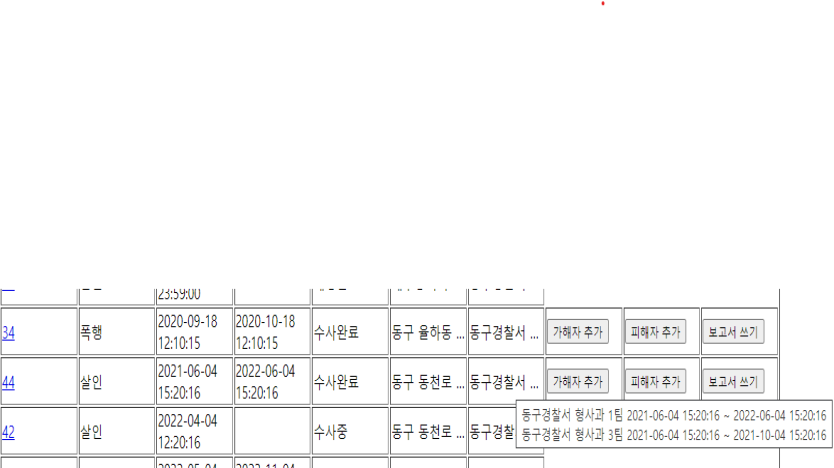 23:59:00
34 폭행 2020-09-18 2020-10-18 수사완료 동구 율하동 ... 동구경찰서 ... 가해자 추가 피해자 추가 보고서 쓰기
12:10:15 12:10:15
44 살인 2021-06-04 2022-06-04 수사완료 동구 동천로 ... 동구경찰서 ... 가해자 추가 피해자 추가 보고서 쓰기
15:20:16 15:20:16
동구경찰서 형사과 1팀 2021-06-04 15:20:16 ~ 2022-06-04 15:20:16
동구경찰서 형사과 3팀 2021-06-04 15:20:16 ~ 2021-10-04 15:20:16
42 살인 2022-04-04 수사중 동구 동천로 ... 동구경찰
12:20:16